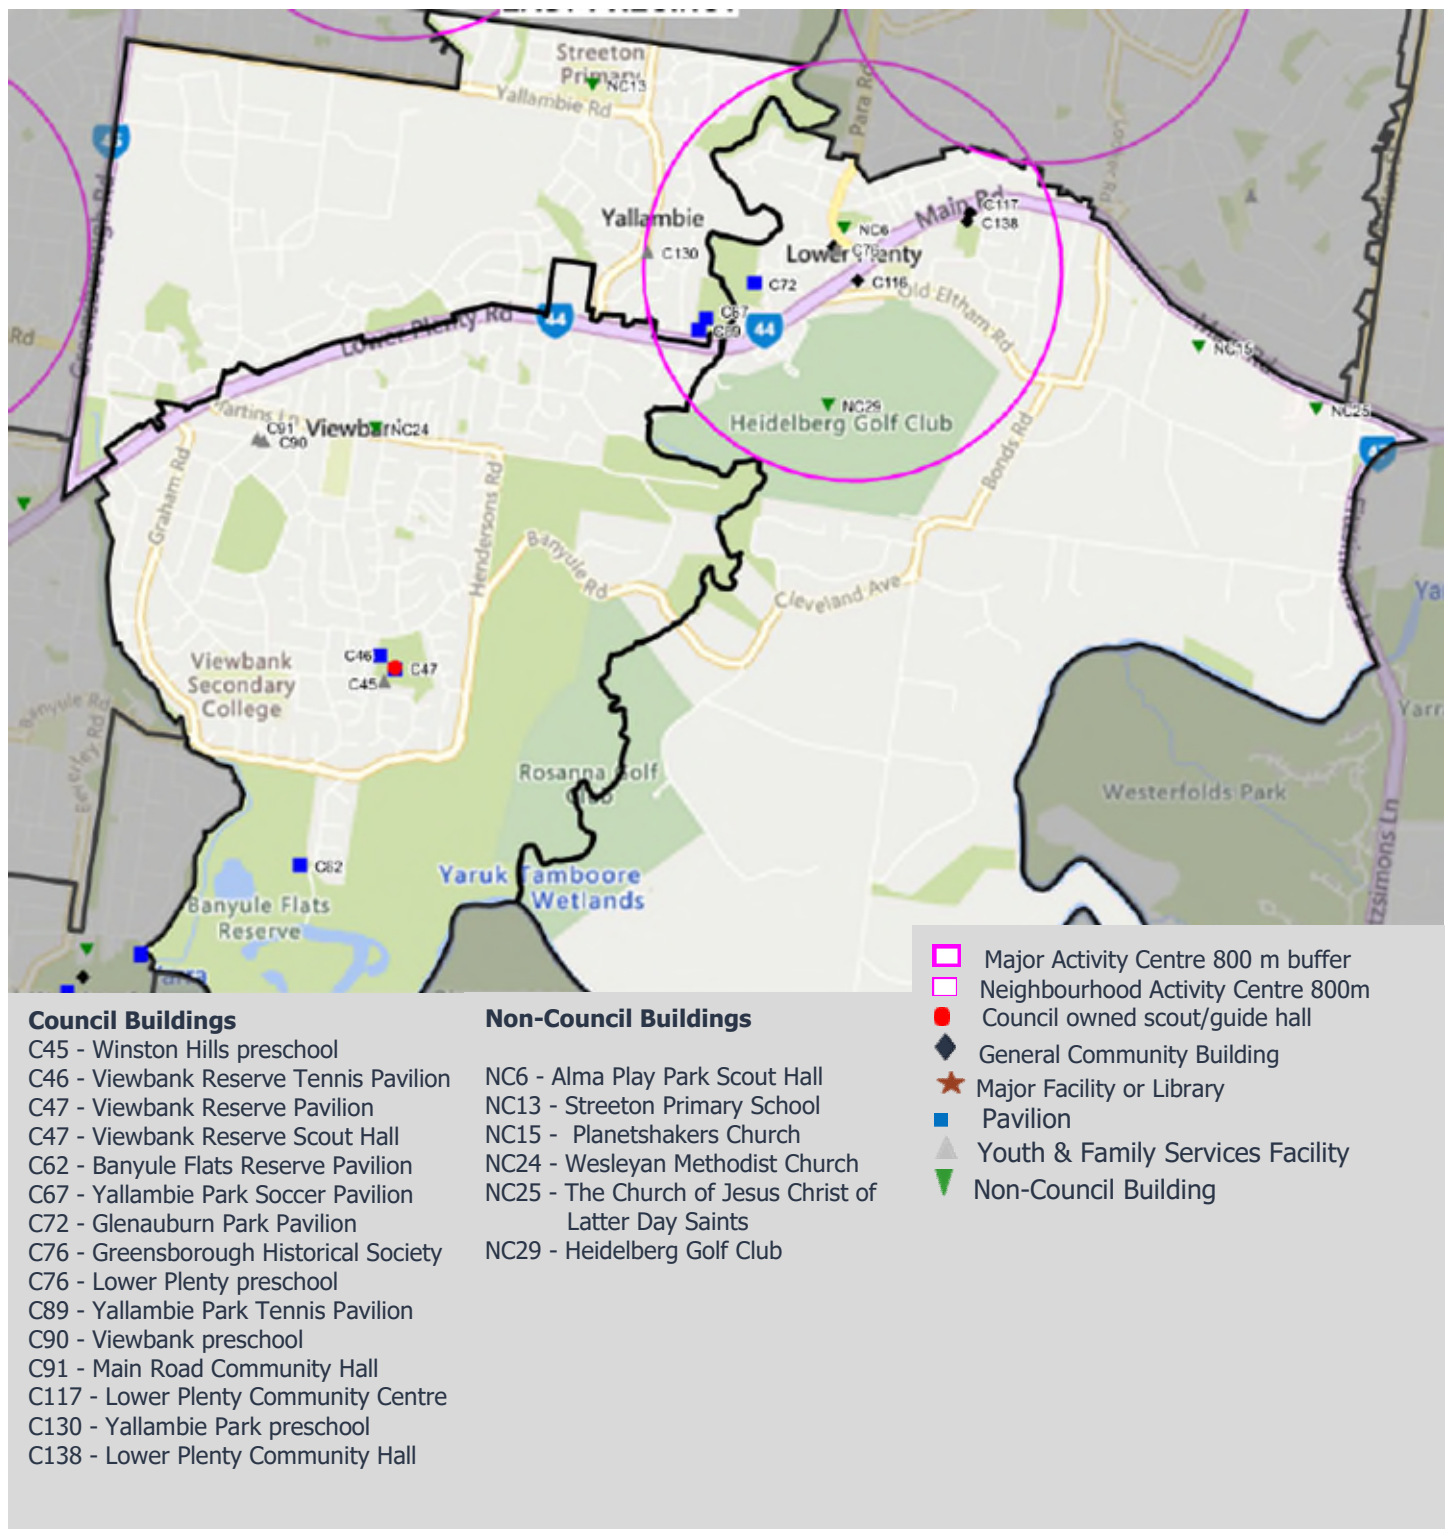 Streeton
Primary
NC13
Yallambie Rd
Para Rd
Greensborough Rd
Yallambie
C130
Main Rd
C117
C138
NC6
C76
Lower Plenty
C116
C72
Old Eltham Rd
C67
C89
44
44
Lower Plenty Rd
Rd
Main Rd
NC15
NC25
Martins Ln
C91
C90
Viewbank
NC24
NC29
Heidelberg Golf Club
Bonds Rd
Graham Rd
Hendersons Rd
Banyule Rd
Cleveland Ave
C46
C47
C45
Viewbank
Secondary
College
Banyule Rd
Rosanna Golf
Club
Westerfolds Park
C62
Yaruk Tamboore
Wetlands
Banyule Flats
Reserve
Council Buildings
C45 - Winston Hills preschool
C46 - Viewbank Reserve Tennis Pavilion
C47 - Viewbank Reserve Pavilion
C47 - Viewbank Reserve Scout Hall
C62 - Banyule Flats Reserve Pavilion
C67 - Yallambie Park Soccer Pavilion
C72 - Glenauburn Park Pavilion
C76 - Greensborough Historical Society
C76 - Lower Plenty preschool
C89 - Yallambie Park Tennis Pavilion
C90 - Viewbank preschool
C91 - Main Road Community Hall
C117 - Lower Plenty Community Centre
C130 - Yallambie Park preschool
C138 - Lower Plenty Community Hall
Non-Council Buildings
NC6 - Alma Play Park Scout Hall
NC13 - Streeton Primary School
NC15 - Planetshakers Church
NC24 - Wesleyan Methodist Church
NC25 - The Church of Jesus Christ of
Latter Day Saints
NC29 - Heidelberg Golf Club
Major Activity Centre 800 m buffer
Neighbourhood Activity Centre 800m
Council owned scout/guide hall
General Community Building
Major Facility or Library
Pavilion
Youth & Family Services Facility
Non-Council Building